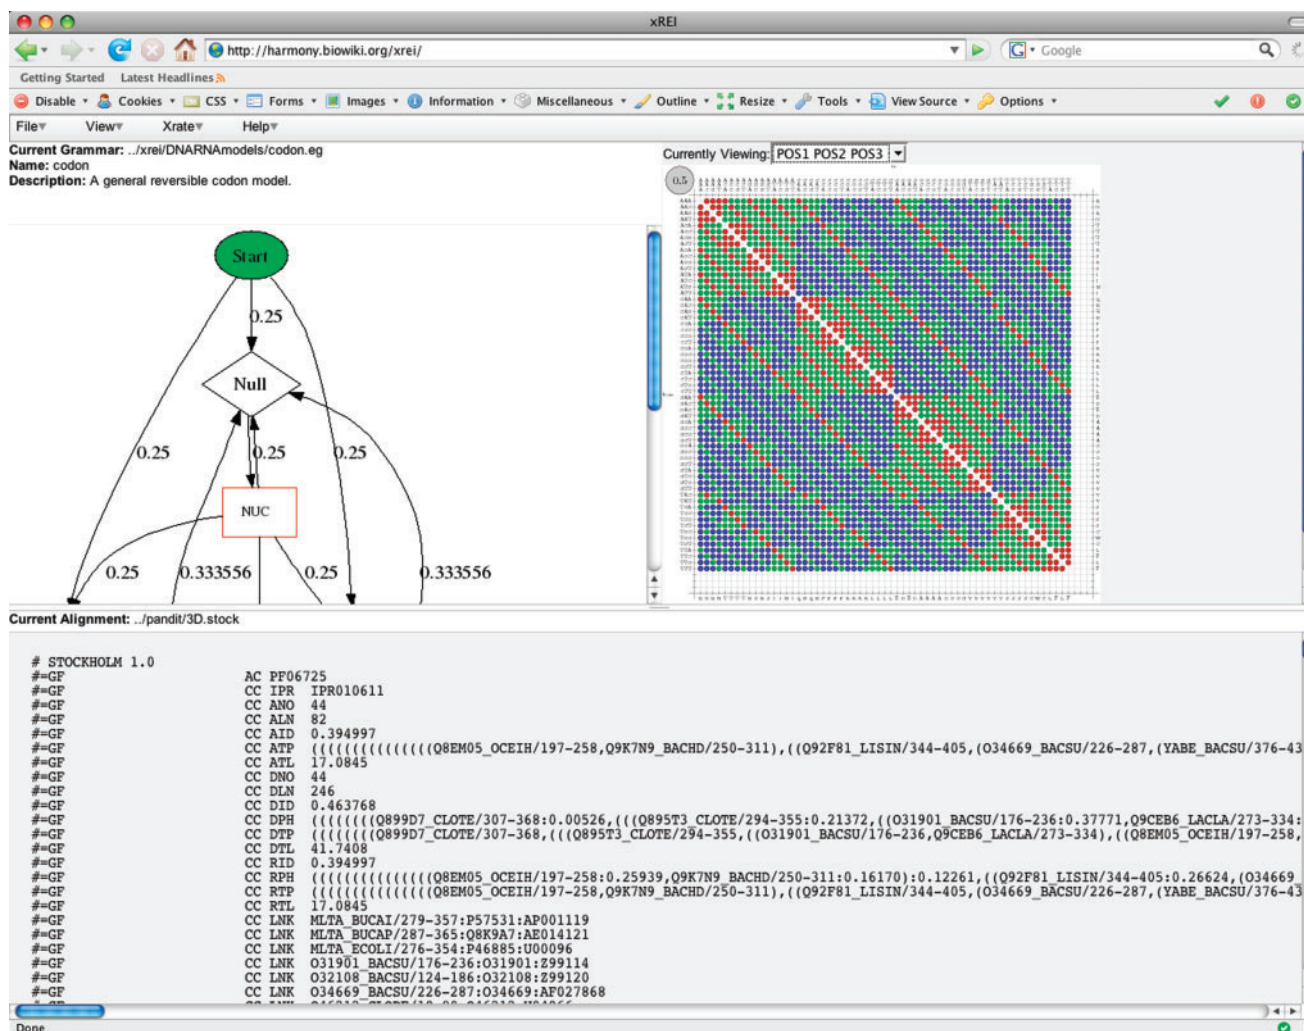 xREI
http://harmony.biowiki.org/xrei/
G Google
Getting Started Latest Headlines
Disable Cookies CSS Forms Images Information Miscellaneous Outline Resize Tools View Source Options
File View Xrate Help
Current Grammar: ../xrei/DNARNAmodels/codon.eg
Name: codon
Description: A general reversible codon model.
Currently Viewing: POS1 POS2 POS3
0.5
Start
0.25
Null
0.25
0.25
0.25
NUC
0.25
0.333556
0.25
0.333556
Current Alignment: ../pandit/3D.stock
# STOCKHOLM 1.0
#=GF AC PF06725
#=GF CC IPR IPR010611
#=GF CC ANO 44
#=GF CC ALN 82
#=GF CC AID 0.394997
#=GF CC ATP ((((((((((((((((Q8EM05_OCEIH/197-258,Q9K7N9_BACHD/250-311),((Q92F81_LISIN/344-405,(O34669_BACSU/226-287,(YABE_BACSU/376-43
#=GF CC ATL 17.0845
#=GF CC DNO 44
#=GF CC DLN 246
#=GF CC DID 0.463768
#=GF CC DPH ((((((((Q899D7_CLOTE/307-368:0.00526,(((Q895T3_CLOTE/294-355:0.21372,((O31901_BACSU/176-236:0.37771,Q9CEB6_LACLA/273-334:
#=GF CC DTP ((((((((Q899D7_CLOTE/307-368,(((Q895T3_CLOTE/294-355,((O31901_BACSU/176-236,Q9CEB6_LACLA/273-334),((Q8EM05_OCEIH/197-258,
#=GF CC DTL 41.7408
#=GF CC RID 0.394997
#=GF CC RPH ((((((((((((((((Q8EM05_OCEIH/197-258:0.25939,Q9K7N9_BACHD/250-311:0.16170):0.12261,((Q92F81_LISIN/344-405:0.26624,(O34669_
#=GF CC RTP ((((((((((((((((Q8EM05_OCEIH/197-258,Q9K7N9_BACHD/250-311),((Q92F81_LISIN/344-405,(O34669_BACSU/226-287,(YABE_BACSU/376-43
#=GF CC RTL 17.0845
#=GF CC LNK MLTA_BUCAI/279-357:P57531:AP001119
#=GF CC LNK MLTA_BUCAP/287-365:Q8K9A7:AE014121
#=GF CC LNK MLTA_ECOLI/276-354:P46885:U00096
#=GF CC LNK O31901_BACSU/176-236:O31901:Z99114
#=GF CC LNK O32108_BACSU/124-186:O32108:Z99120
#=GF CC LNK O34669_BACSU/226-287:O34669:AF027868
Done